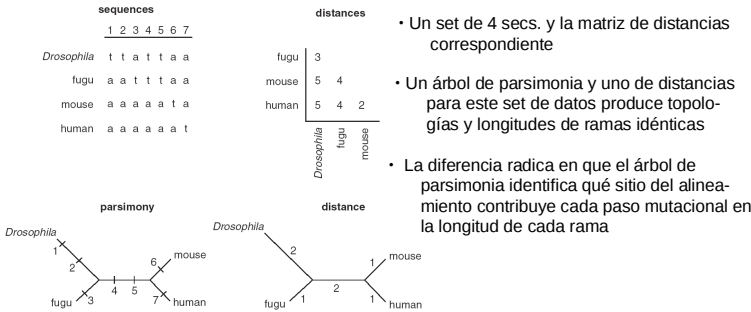 sequences
1 2 3 4 5 6 7
Drosophila t t a t t a a
fugu a a t t t a a
mouse a a a a a t a
human a a a a a a t
distances
fugu 3
mouse 5 4
human 5 4 2
Drosophila fugu mouse
• Un set de 4 secs. y la matriz de distancias
correspondiente
• Un árbol de parsimonia y uno de distancias
para este set de datos produce topolo-
gías y longitudes de ramas idénticas
• La diferencia radica en que el árbol de
parsimonia identifica qué sitio del alinea-
miento contribuye cada paso mutacional en
la longitud de cada rama
parsimony
Drosophila
1
2
6 mouse
4 5
fugu 3
7 human
distance
Drosophila
2
1 mouse
2
fugu 1
1 human